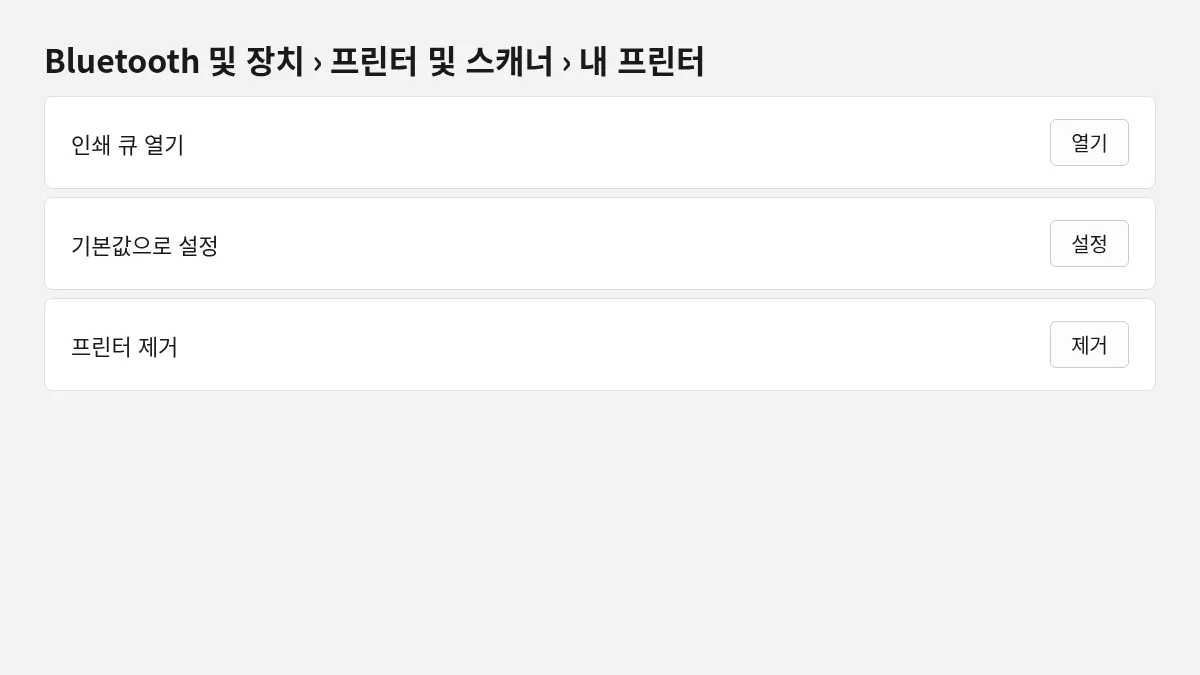 Bluetooth 및 장치 › 프린터 및 스캐너 › 내 프린터
인쇄 큐 열기
열기
기본값으로 설정
설정
프린터 제거
제거